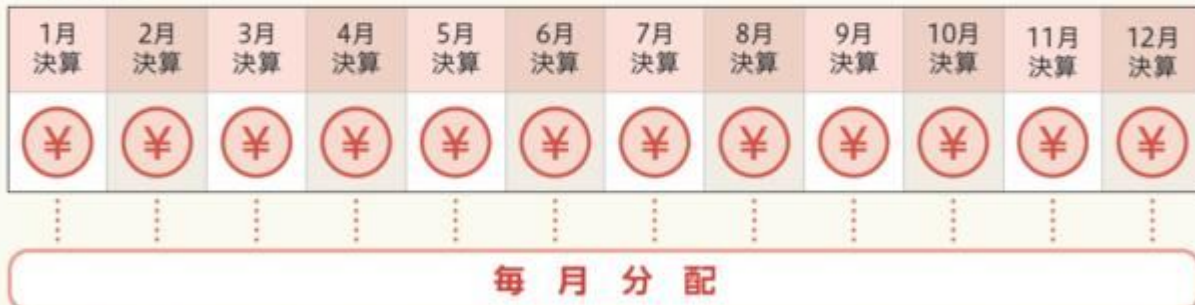 1月 2月 3月 4月 5月 6月 7月 8月 9月 10月 11月 12月
決算 決算 決算 決算 決算 決算 決算 決算 決算 決算 決算 決算
¥ ¥ ¥ ¥ ¥ ¥ ¥ ¥ ¥ ¥ ¥ ¥
毎月分配